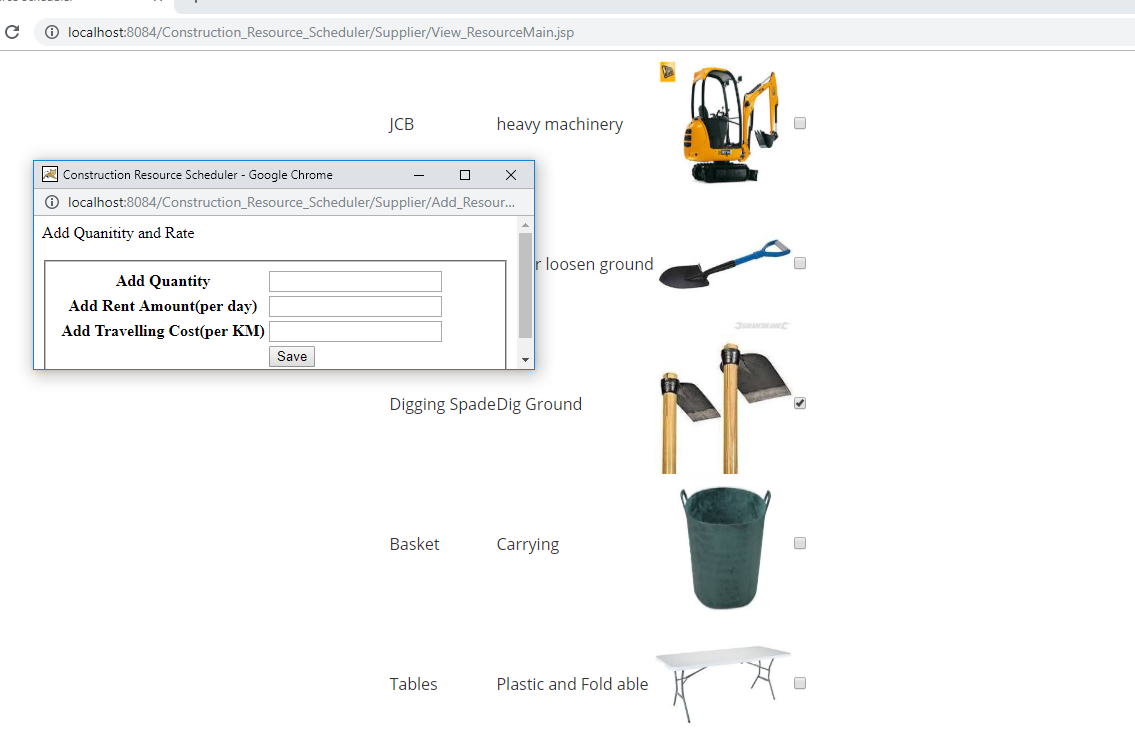 localhost:8084/Construction_Resource_Scheduler/Supplier/View_ResourceMain.jsp
JCB heavy machinery
Construction Resource Scheduler - Google Chrome
localhost:8084/Construction_Resource_Scheduler/Supplier/Add_Resour...
Add Quanitity and Rate
Add Quantity
Add Rent Amount(per day)
Add Travelling Cost(per KM)
Save
r loosen ground
Digging Spade Dig Ground
Basket Carrying
Tables Plastic and Fold able